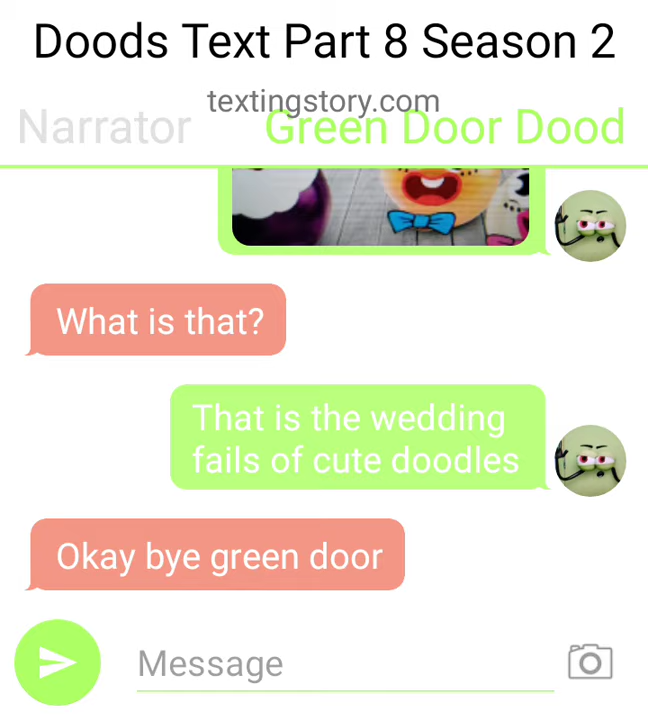 Doods Text Part 8 Season 2
textingstory.com
Narrator
Green Door Dood
What is that?
That is the wedding
fails of cute doodles
Okay bye green door
Message